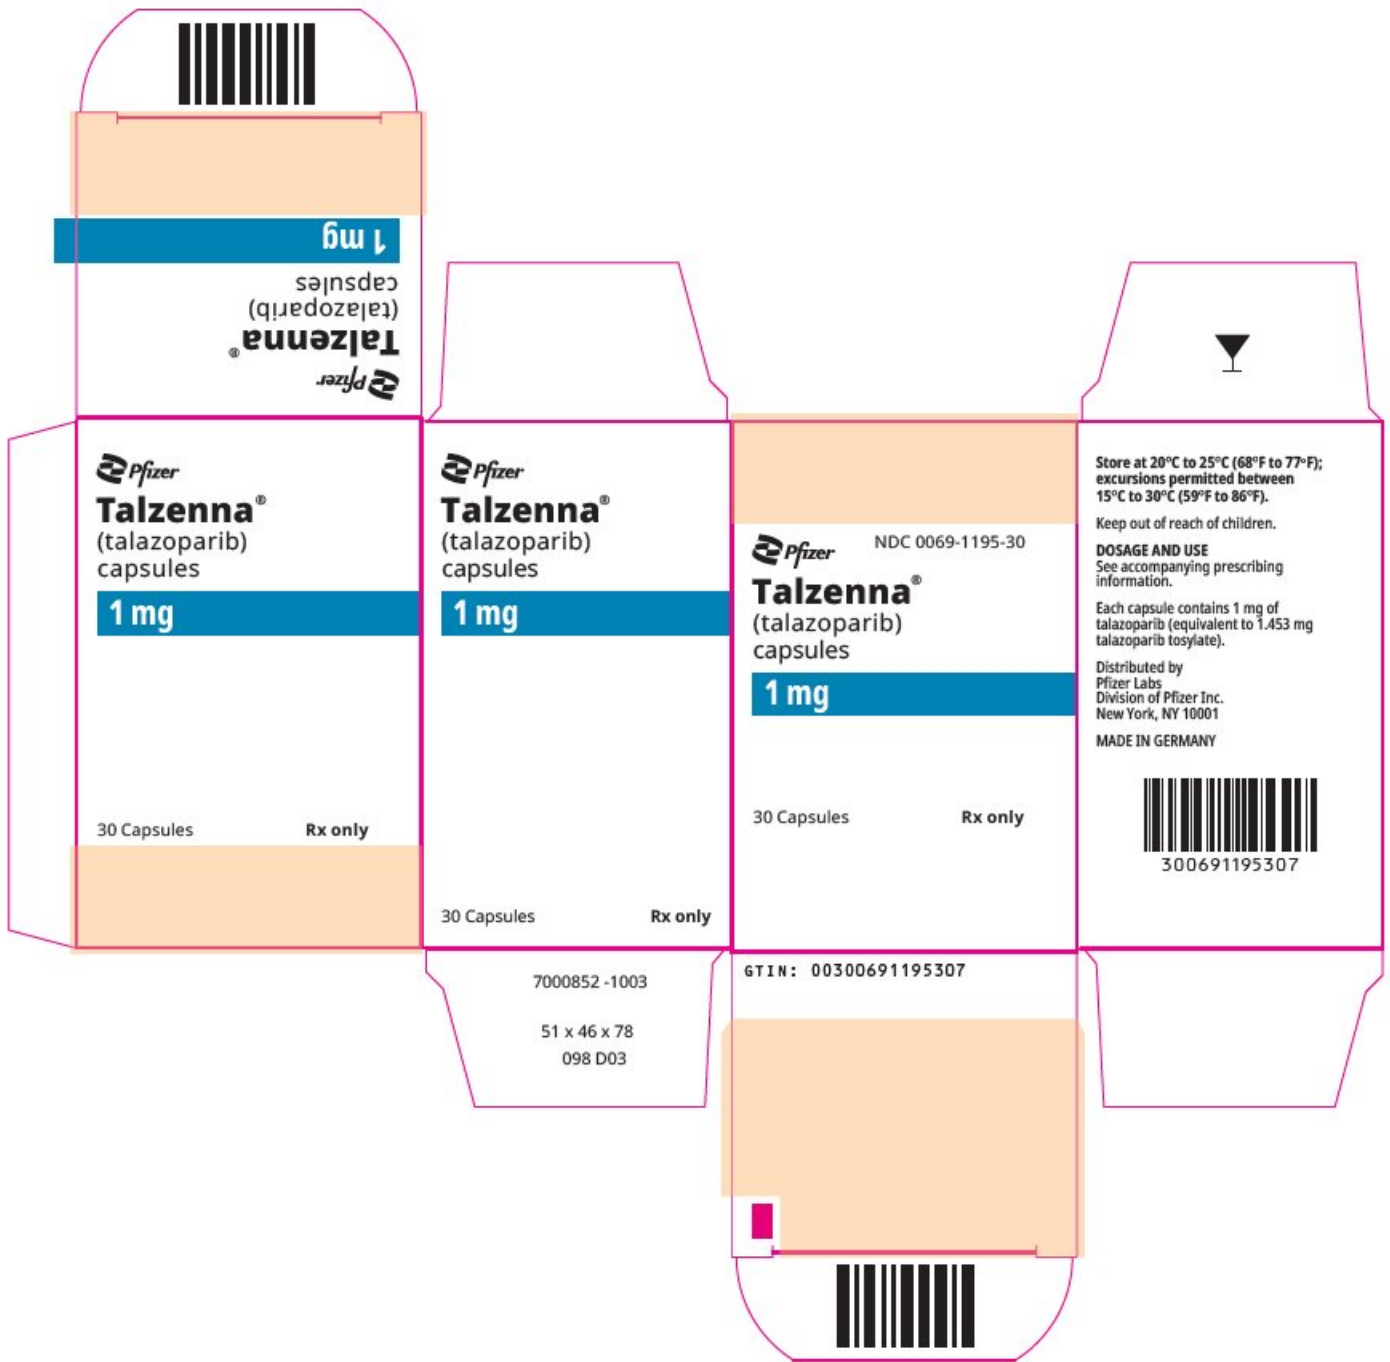 1 mg
capsules
(talazoparib)
Talzenna®
Pfizer
Pfizer
Talzenna®
(talazoparib)
capsules
1 mg
30 Capsules Rx only
Pfizer
Talzenna®
(talazoparib)
capsules
1 mg
30 Capsules Rx only
7000852 -1003
51 x 46 x 78
098 D03
Pfizer NDC 0069-1195-30
Talzenna®
(talazoparib)
capsules
1 mg
30 Capsules Rx only
GTIN: 00300691195307
Store at 20°C to 25°C (68°F to 77°F);
excursions permitted between
15°C to 30°C (59°F to 86°F).
Keep out of reach of children.
DOSAGE AND USE
See accompanying prescribing
information.
Each capsule contains 1 mg of
talazoparib (equivalent to 1.453 mg
talazoparib tosylate).
Distributed by
Pfizer Labs
Division of Pfizer Inc.
New York, NY 10001
MADE IN GERMANY
300691195307